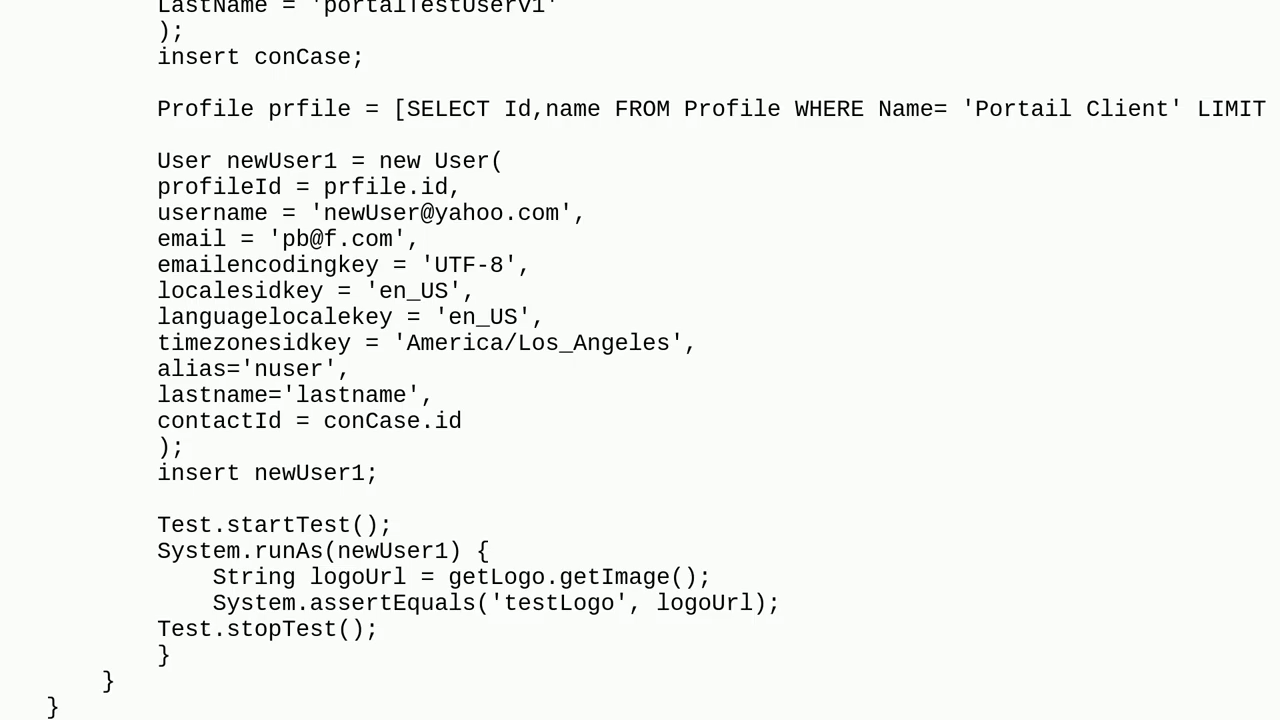 LastName = 'portalTestUserv1'
);
insert conCase;
Profile prfile = [SELECT Id,name FROM Profile WHERE Name= 'Portail Client' LIMIT
User newUser1 = new User(
profileId = prfile.id,
username = 'newUser@yahoo.com',
email = 'pb@f.com',
emailencodingkey = 'UTF-8',
localesidkey = 'en_US',
languagelocalekey = 'en_US',
timezonesidkey = 'America/Los_Angeles',
alias='nuser',
lastname='lastname',
contactId = conCase.id
);
insert newUser1;
Test.startTest();
System.runAs(newUser1) {
String logoUrl = getLogo.getImage();
System.assertEquals('testLogo', logoUrl);
Test.stopTest();
}
}
}